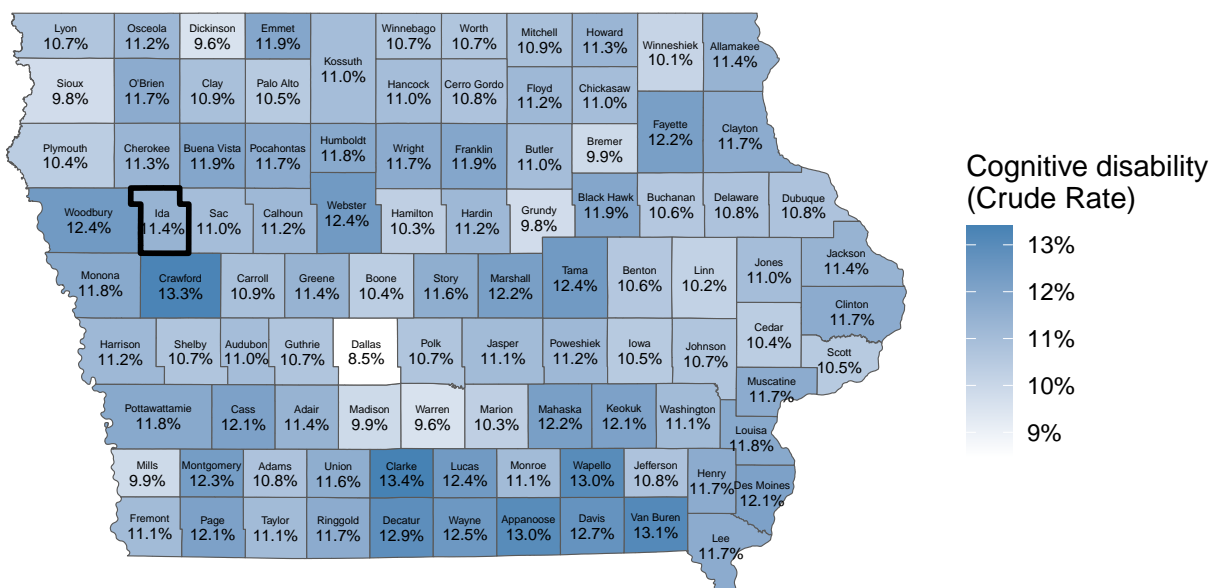 Lyon
10.7%
Osceola
11.2%
Dickinson
9.6%
Emmet
11.9%
Kossuth
11.0%
Winnebago
10.7%
Worth
10.7%
Mitchell
10.9%
Howard
11.3%
Winneshiek
10.1%
Allamakee
11.4%
Sioux
9.8%
O'Brien
11.7%
Clay
10.9%
Palo Alto
10.5%
Hancock
11.0%
Cerro Gordo
10.8%
Floyd
11.2%
Chickasaw
11.0%
Fayette
12.2%
Clayton
11.7%
Plymouth
10.4%
Cherokee
11.3%
Buena Vista
11.9%
Pocahontas
11.7%
Humboldt
11.8%
Wright
11.7%
Franklin
11.9%
Butler
11.0%
Bremer
9.9%
Woodbury
12.4%
Ida
11.4%
Sac
11.0%
Calhoun
11.2%
Webster
12.4%
Hamilton
10.3%
Hardin
11.2%
Grundy
9.8%
Black Hawk
11.9%
Buchanan
10.6%
Delaware
10.8%
Dubuque
10.8%
Monona
11.8%
Crawford
13.3%
Carroll
10.9%
Greene
11.4%
Boone
10.4%
Story
11.6%
Marshall
12.2%
Tama
12.4%
Benton
10.6%
Linn
10.2%
Jones
11.0%
Jackson
11.4%
Clinton
11.7%
Harrison
11.2%
Shelby
10.7%
Audubon
11.0%
Guthrie
10.7%
Dallas
8.5%
Polk
10.7%
Jasper
11.1%
Poweshiek
11.2%
Iowa
10.5%
Johnson
10.7%
Cedar
10.4%
Scott
10.5%
Muscatine
11.7%
Pottawattamie
11.8%
Cass
12.1%
Adair
11.4%
Madison
9.9%
Warren
9.6%
Marion
10.3%
Mahaska
12.2%
Keokuk
12.1%
Washington
11.1%
Louisa
11.8%
Mills
9.9%
Montgomery
12.3%
Adams
10.8%
Union
11.6%
Clarke
13.4%
Lucas
12.4%
Monroe
11.1%
Wapello
13.0%
Jefferson
10.8%
Henry
11.7%
Des Moines
12.1%
Fremont
11.1%
Page
12.1%
Taylor
11.1%
Ringgold
11.7%
Decatur
12.9%
Wayne
12.5%
Appanoose
13.0%
Davis
12.7%
Van Buren
13.1%
Lee
11.7%
Cognitive disability
(Crude Rate)
13%
12%
11%
10%
9%